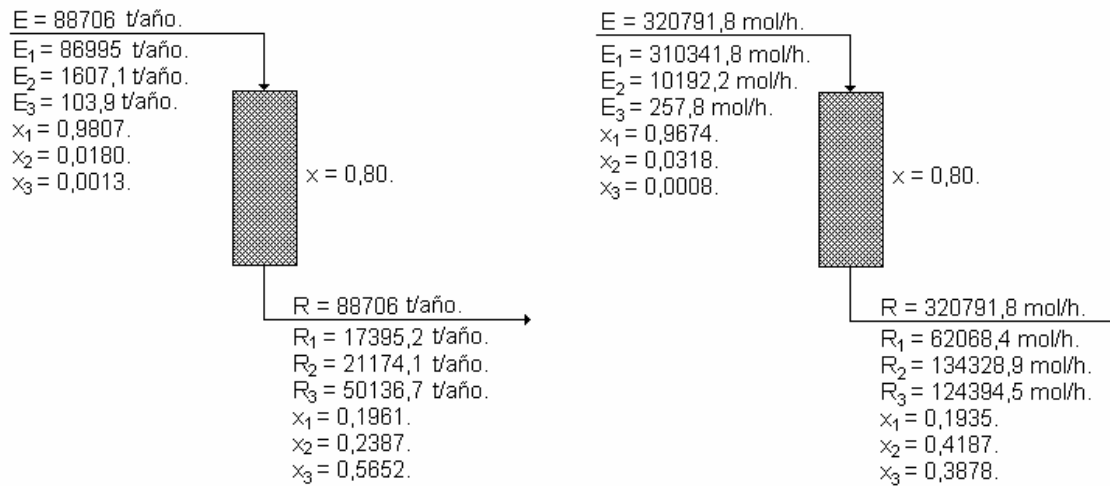 E = 88706 t/año.
E₁ = 86995 t/año.
E₂ = 1607,1 t/año.
E₃ = 103,9 t/año.
x₁ = 0,9807.
x₂ = 0,0180.
x₃ = 0,0013.
x = 0,80.
R = 88706 t/año.
R₁ = 17395,2 t/año.
R₂ = 21174,1 t/año.
R₃ = 50136,7 t/año.
x₁ = 0,1961.
x₂ = 0,2387.
x₃ = 0,5652.
E = 320791,8 mol/h.
E₁ = 310341,8 mol/h.
E₂ = 10192,2 mol/h.
E₃ = 257,8 mol/h.
x₁ = 0,9674.
x₂ = 0,0318.
x₃ = 0,0008.
x = 0,80.
R = 320791,8 mol/h.
R₁ = 62068,4 mol/h.
R₂ = 134328,9 mol/h.
R₃ = 124394,5 mol/h.
x₁ = 0,1935.
x₂ = 0,4187.
x₃ = 0,3878.